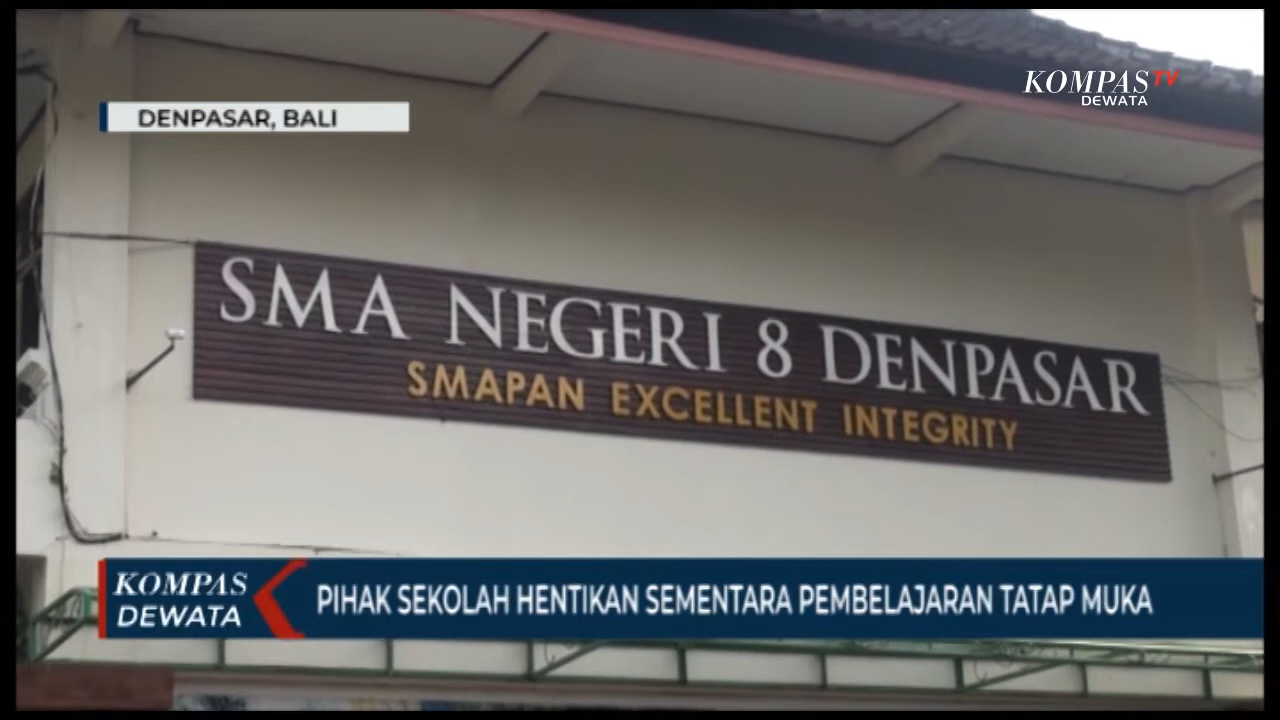 KOMPAS TV
DEWATA
DENPASAR, BALI
SMA NEGERI 8 DENPASAR
SMAPAN EXCELLENT INTEGRITY
KOMPAS
DEWATA
PIHAK SEKOLAH HENTIKAN SEMENTARA PEMBELAJARAN TATAP MUKA